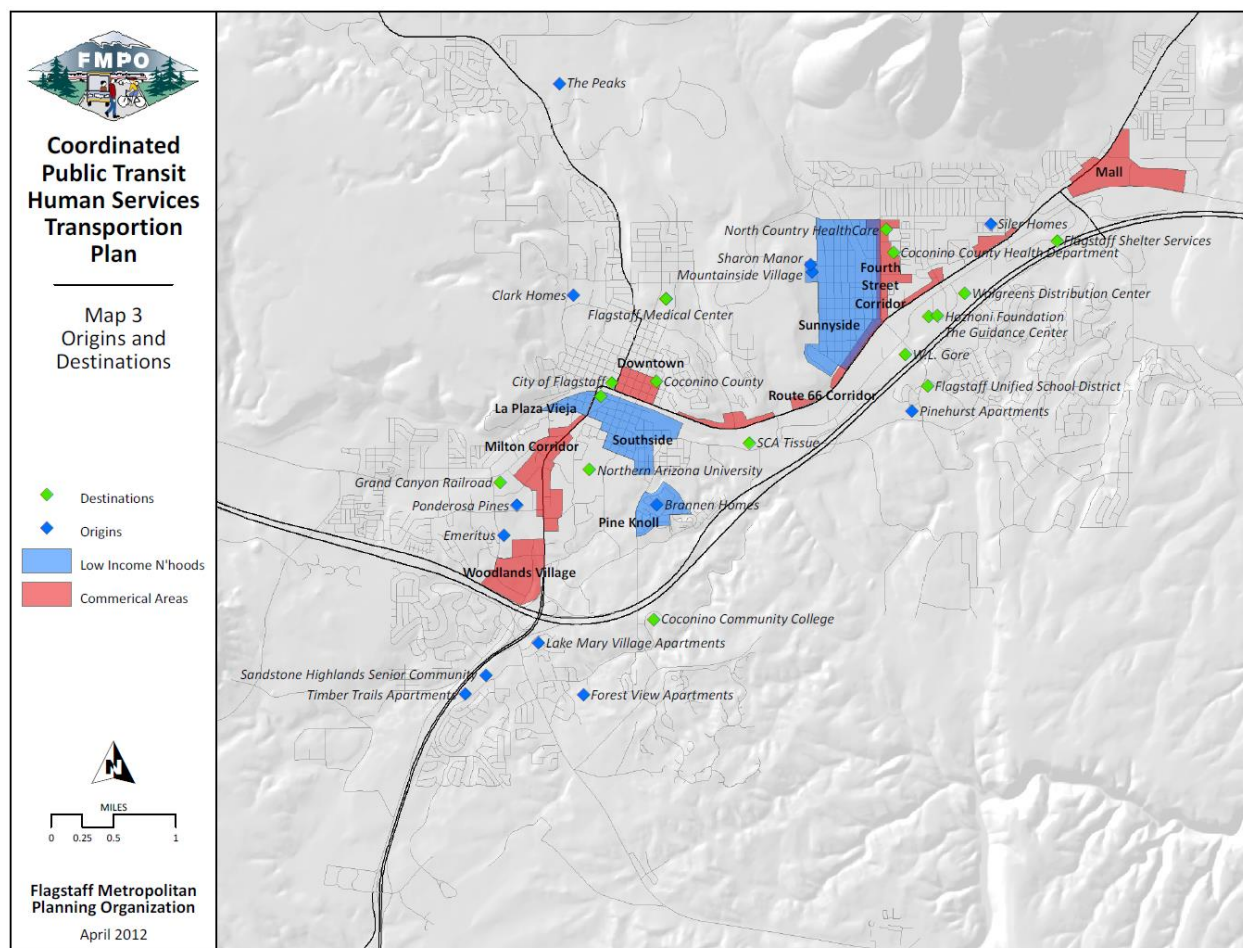 FMPO
Coordinated
Public Transit
Human Services
Transportion
Plan
Map 3
Origins and
Destinations
Destinations
Origins
Low Income N'hoods
Commerical Areas
N
MILES
0 0.25 0.5 1
Flagstaff Metropolitan
Planning Organization
April 2012
The Peaks
Mall
North Country HealthCare
Siler Homes
Flagstaff Shelter Services
Coconino County Health Department
Sharon Manor
Mountainside Village
Fourth
Street
Corridor
Clark Homes
Walgreens Distribution Center
Flagstaff Medical Center
Hozhoni Foundation
The Guidance Center
Sunnyside
W.L. Gore
Downtown
City of Flagstaff
Coconino County
Flagstaff Unified School District
Route 66 Corridor
La Plaza Vieja
Pinehurst Apartments
Southside
Milton Corridor
SCA Tissue
Northern Arizona University
Grand Canyon Railroad
Ponderosa Pines
Brannen Homes
Pine Knoll
Emeritus
Woodlands Village
Coconino Community College
Lake Mary Village Apartments
Sandstone Highlands Senior Community
Timber Trails Apartments
Forest View Apartments